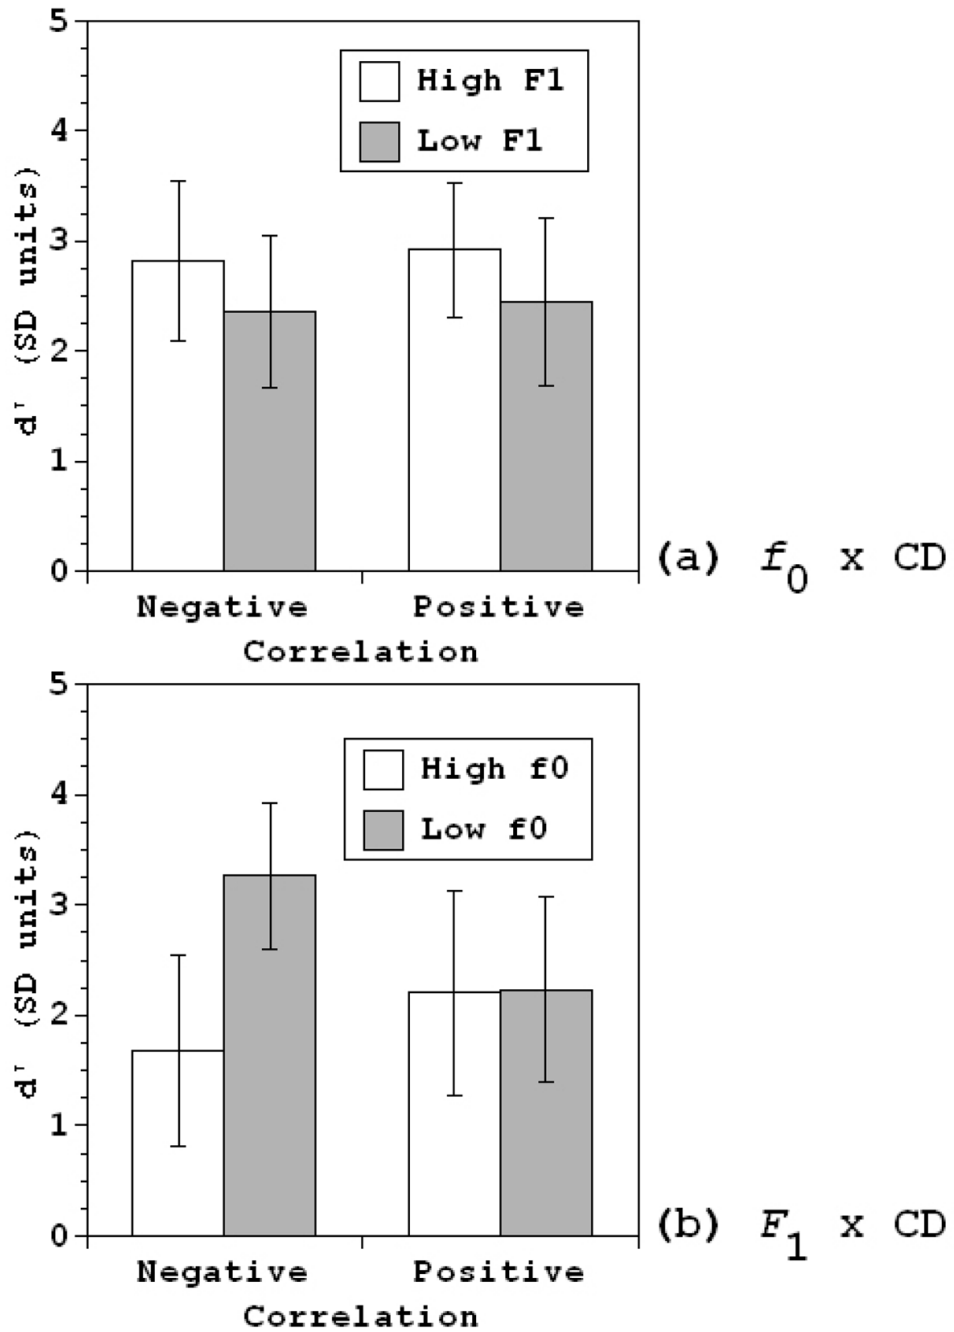 5
4
3
2
1
0
d' (SD units)
High F1
Low F1
Negative Positive
Correlation
(a) f0 x CD
5
4
3
2
1
0
d' (SD units)
High f0
Low f0
Negative Positive
Correlation
(b) F1 x CD